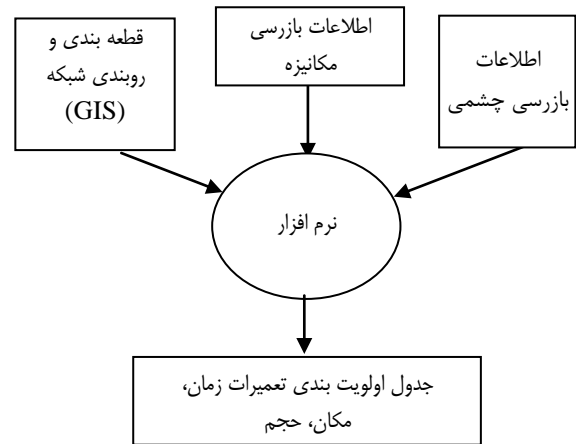 قطعه بندی و
روبندی شبکه
(GIS)
اطلاعات بازرسی
مکانیزه
اطلاعات
بازرسی چشمی
نرم افزار
جدول اولویت بندی تعمیرات زمان،
مکان، حجم